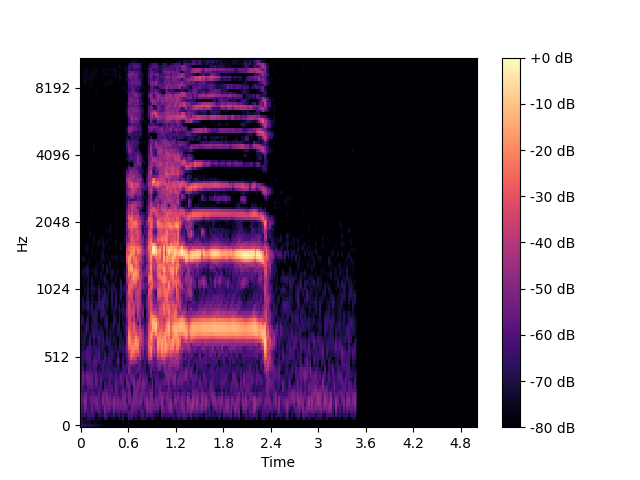 +0 dB
8192
-10 dB
4096
-20 dB
-30 dB
2048
Hz
-40 dB
1024
-50 dB
512
-60 dB
-70 dB
0
-80 dB
0 0.6 1.2 1.8 2.4 3 3.6 4.2 4.8
Time